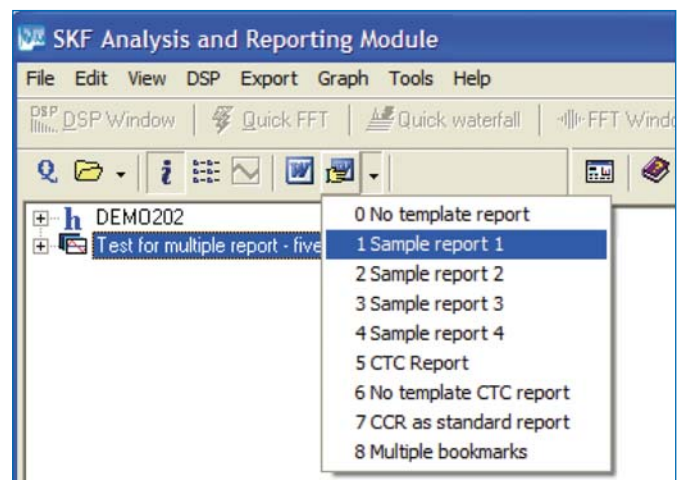 SKF Analysis and Reporting Module
File Edit View DSP Export Graph Tools Help
DSP Window Quick FFT Quick waterfall FFT Windo
DEMO202
Test for multiple report - five
0 No template report
1 Sample report 1
2 Sample report 2
3 Sample report 3
4 Sample report 4
5 CTC Report
6 No template CTC report
7 CCR as standard report
8 Multiple bookmarks